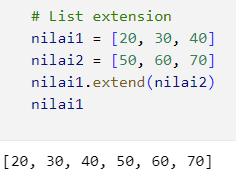 # List extension
nilai1 = [20, 30, 40]
nilai2 = [50, 60, 70]
nilai1.extend(nilai2)
nilai1
[20, 30, 40, 50, 60, 70]